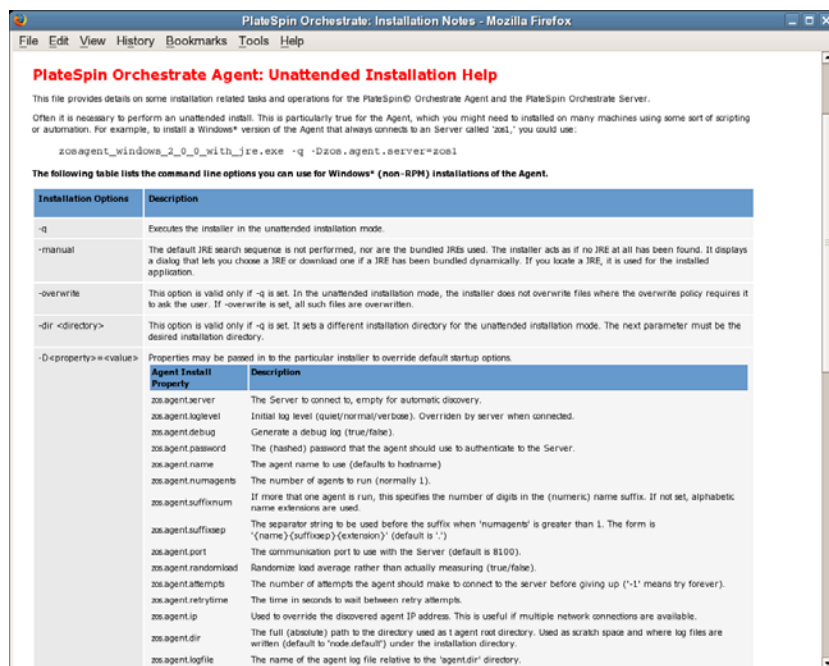 PlateSpin Orchestrate: Installation Notes - Mozilla Firefox
File Edit View History Bookmarks Tools Help
PlateSpin Orchestrate Agent: Unattended Installation Help
This file provides details on some installation related tasks and operations for the PlateSpin© Orchestrate Agent and the PlateSpin Orchestrate Server.
Often it is necessary to perform an unattended install. This is particularly true for the Agent, which you might need to installed on many machines using some sort of scripting
or automation. For example, to install a Windows* version of the Agent that always connects to an Server called 'zos1,' you could use:
zosagent_windows_2_0_0_with_jre.exe -q -Dzos.agent.server=zos1
The following table lists the command line options you can use for Windows* (non-RPM) installations of the Agent.
Installation Options Description
-q Executes the installer in the unattended installation mode.
-manual The default JRE search sequence is not performed, nor are the bundled JREs used. The installer acts as if no JRE at all has been found. It displays
a dialog that lets you choose a JRE or download one if a JRE has been bundled dynamically. If you locate a JRE, it is used for the installed
application.
-overwrite This option is valid only if -q is set. In the unattended installation mode, the installer does not overwrite files where the overwrite policy requires it
to ask the user. If -overwrite is set, all such files are overwritten.
-dir <directory> This option is valid only if -q is set. It sets a different installation directory for the unattended installation mode. The next parameter must be the
desired installation directory.
-D<property>=<value> Properties may be passed in to the particular installer to override default startup options.
Agent Install Description
Property
zos.agent.server The Server to connect to, empty for automatic discovery.
zos.agent.loglevel Initial log level (quiet/normal/verbose). Overriden by server when connected.
zos.agent.debug Generate a debug log (true/false).
zos.agent.password The (hashed) password that the agent should use to authenticate to the Server.
zos.agent.name The agent name to use (defaults to hostname)
zos.agent.numagents The number of agents to run (normally 1).
zos.agent.suffixnum If more that one agent is run, this specifies the number of digits in the (numeric) name suffix. If not set, alphabetic
name extensions are used.
zos.agent.suffixsep The separator string to be used before the suffix when 'numagents' is greater than 1. The form is
'{name}{suffixsep}{extension}' (default is '.')
zos.agent.port The communication port to use with the Server (default is 8100).
zos.agent.randomload Randomize load average rather than actually measuring (true/false).
zos.agent.attempts The number of attempts the agent should make to connect to the server before giving up ('-1' means try forever).
zos.agent.retrytime The time in seconds to wait between retry attempts.
zos.agent.ip Used to override the discovered agent IP address. This is useful if multiple network connections are available.
zos.agent.dir The full (absolute) path to the directory used as t agent root directory. Used as scratch space and where log files are
written (default to 'node.default') under the installation directory.
zos.agent.logfile The name of the agent log file relative to the 'agent.dir' directory.